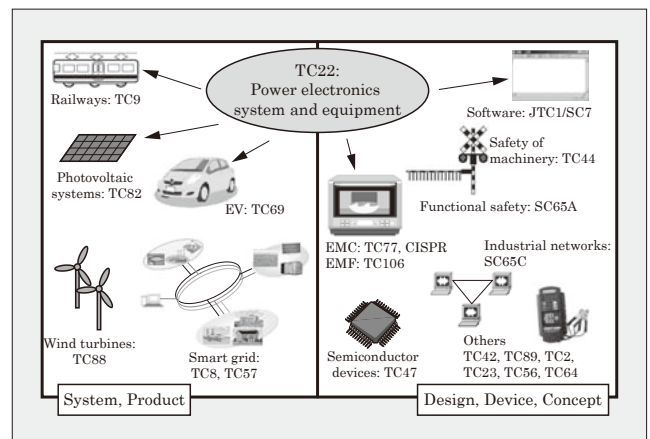 TC22:
Power electronics
system and equipment
Railways: TC9
Photovoltaic
systems: TC82
EV: TC69
Wind turbines:
TC88
Smart grid:
TC8, TC57
System, Product
Software: JTC1/SC7
Safety of
machinery: TC44
Functional safety: SC65A
EMC: TC77, CISPR
EMF: TC106
Industrial networks:
SC65C
Semiconductor
devices: TC47
Others
TC42, TC89, TC2,
TC23, TC56, TC64
Design, Device, Concept